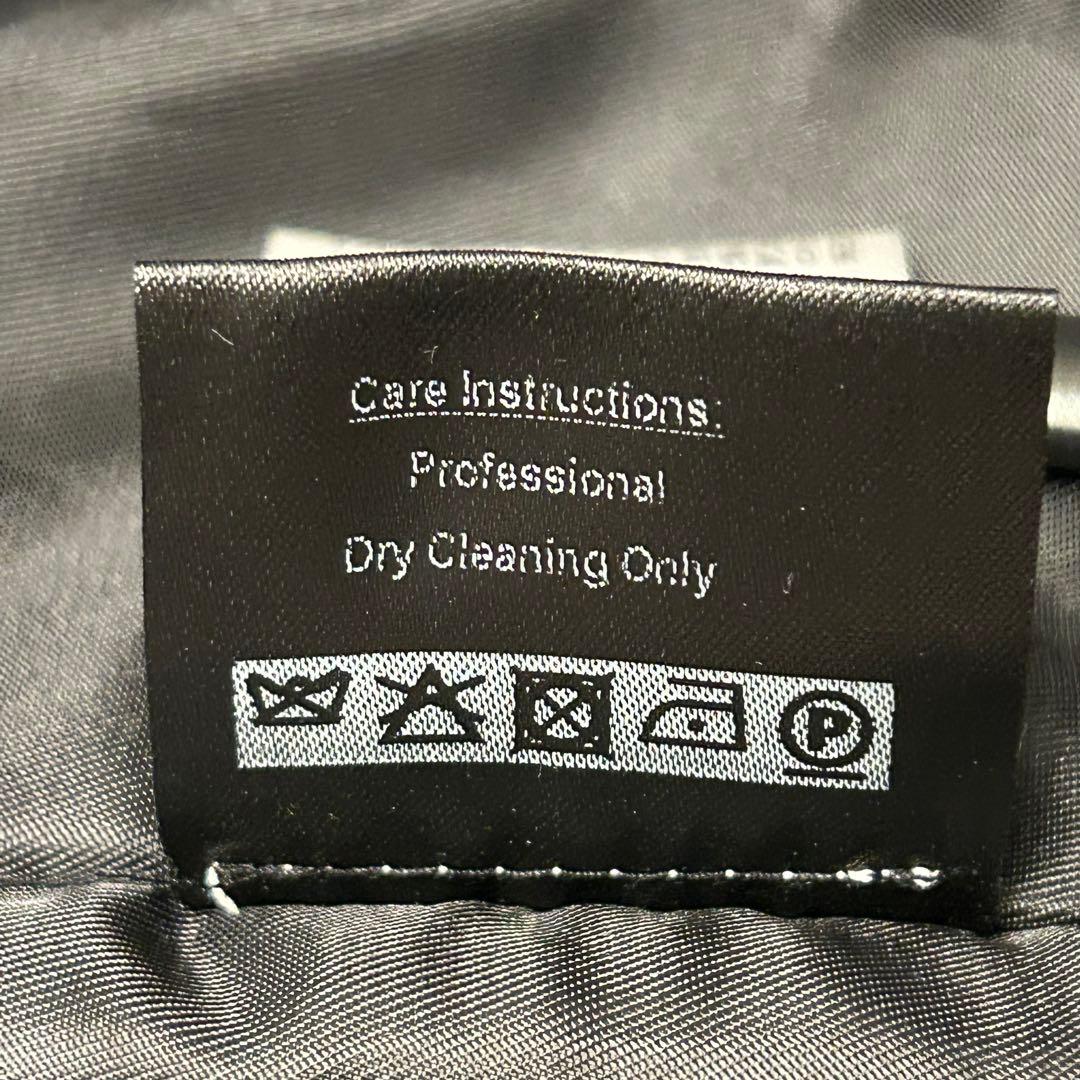 Care Instructions:
Professional
Dry Cleaning Only
P